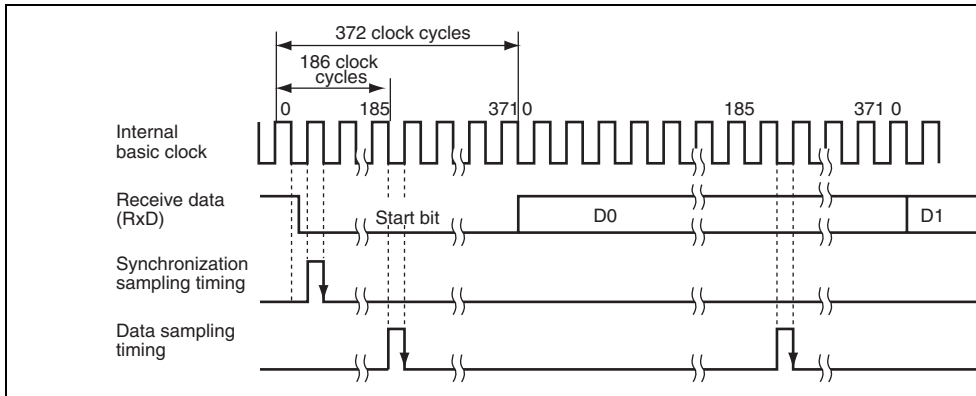 372 clock cycles
186 clock
cycles
0 185 371 0 185 371 0
Internal
basic clock
Receive data
(RxD)
Start bit D0 D1
Synchronization
sampling timing
Data sampling
timing